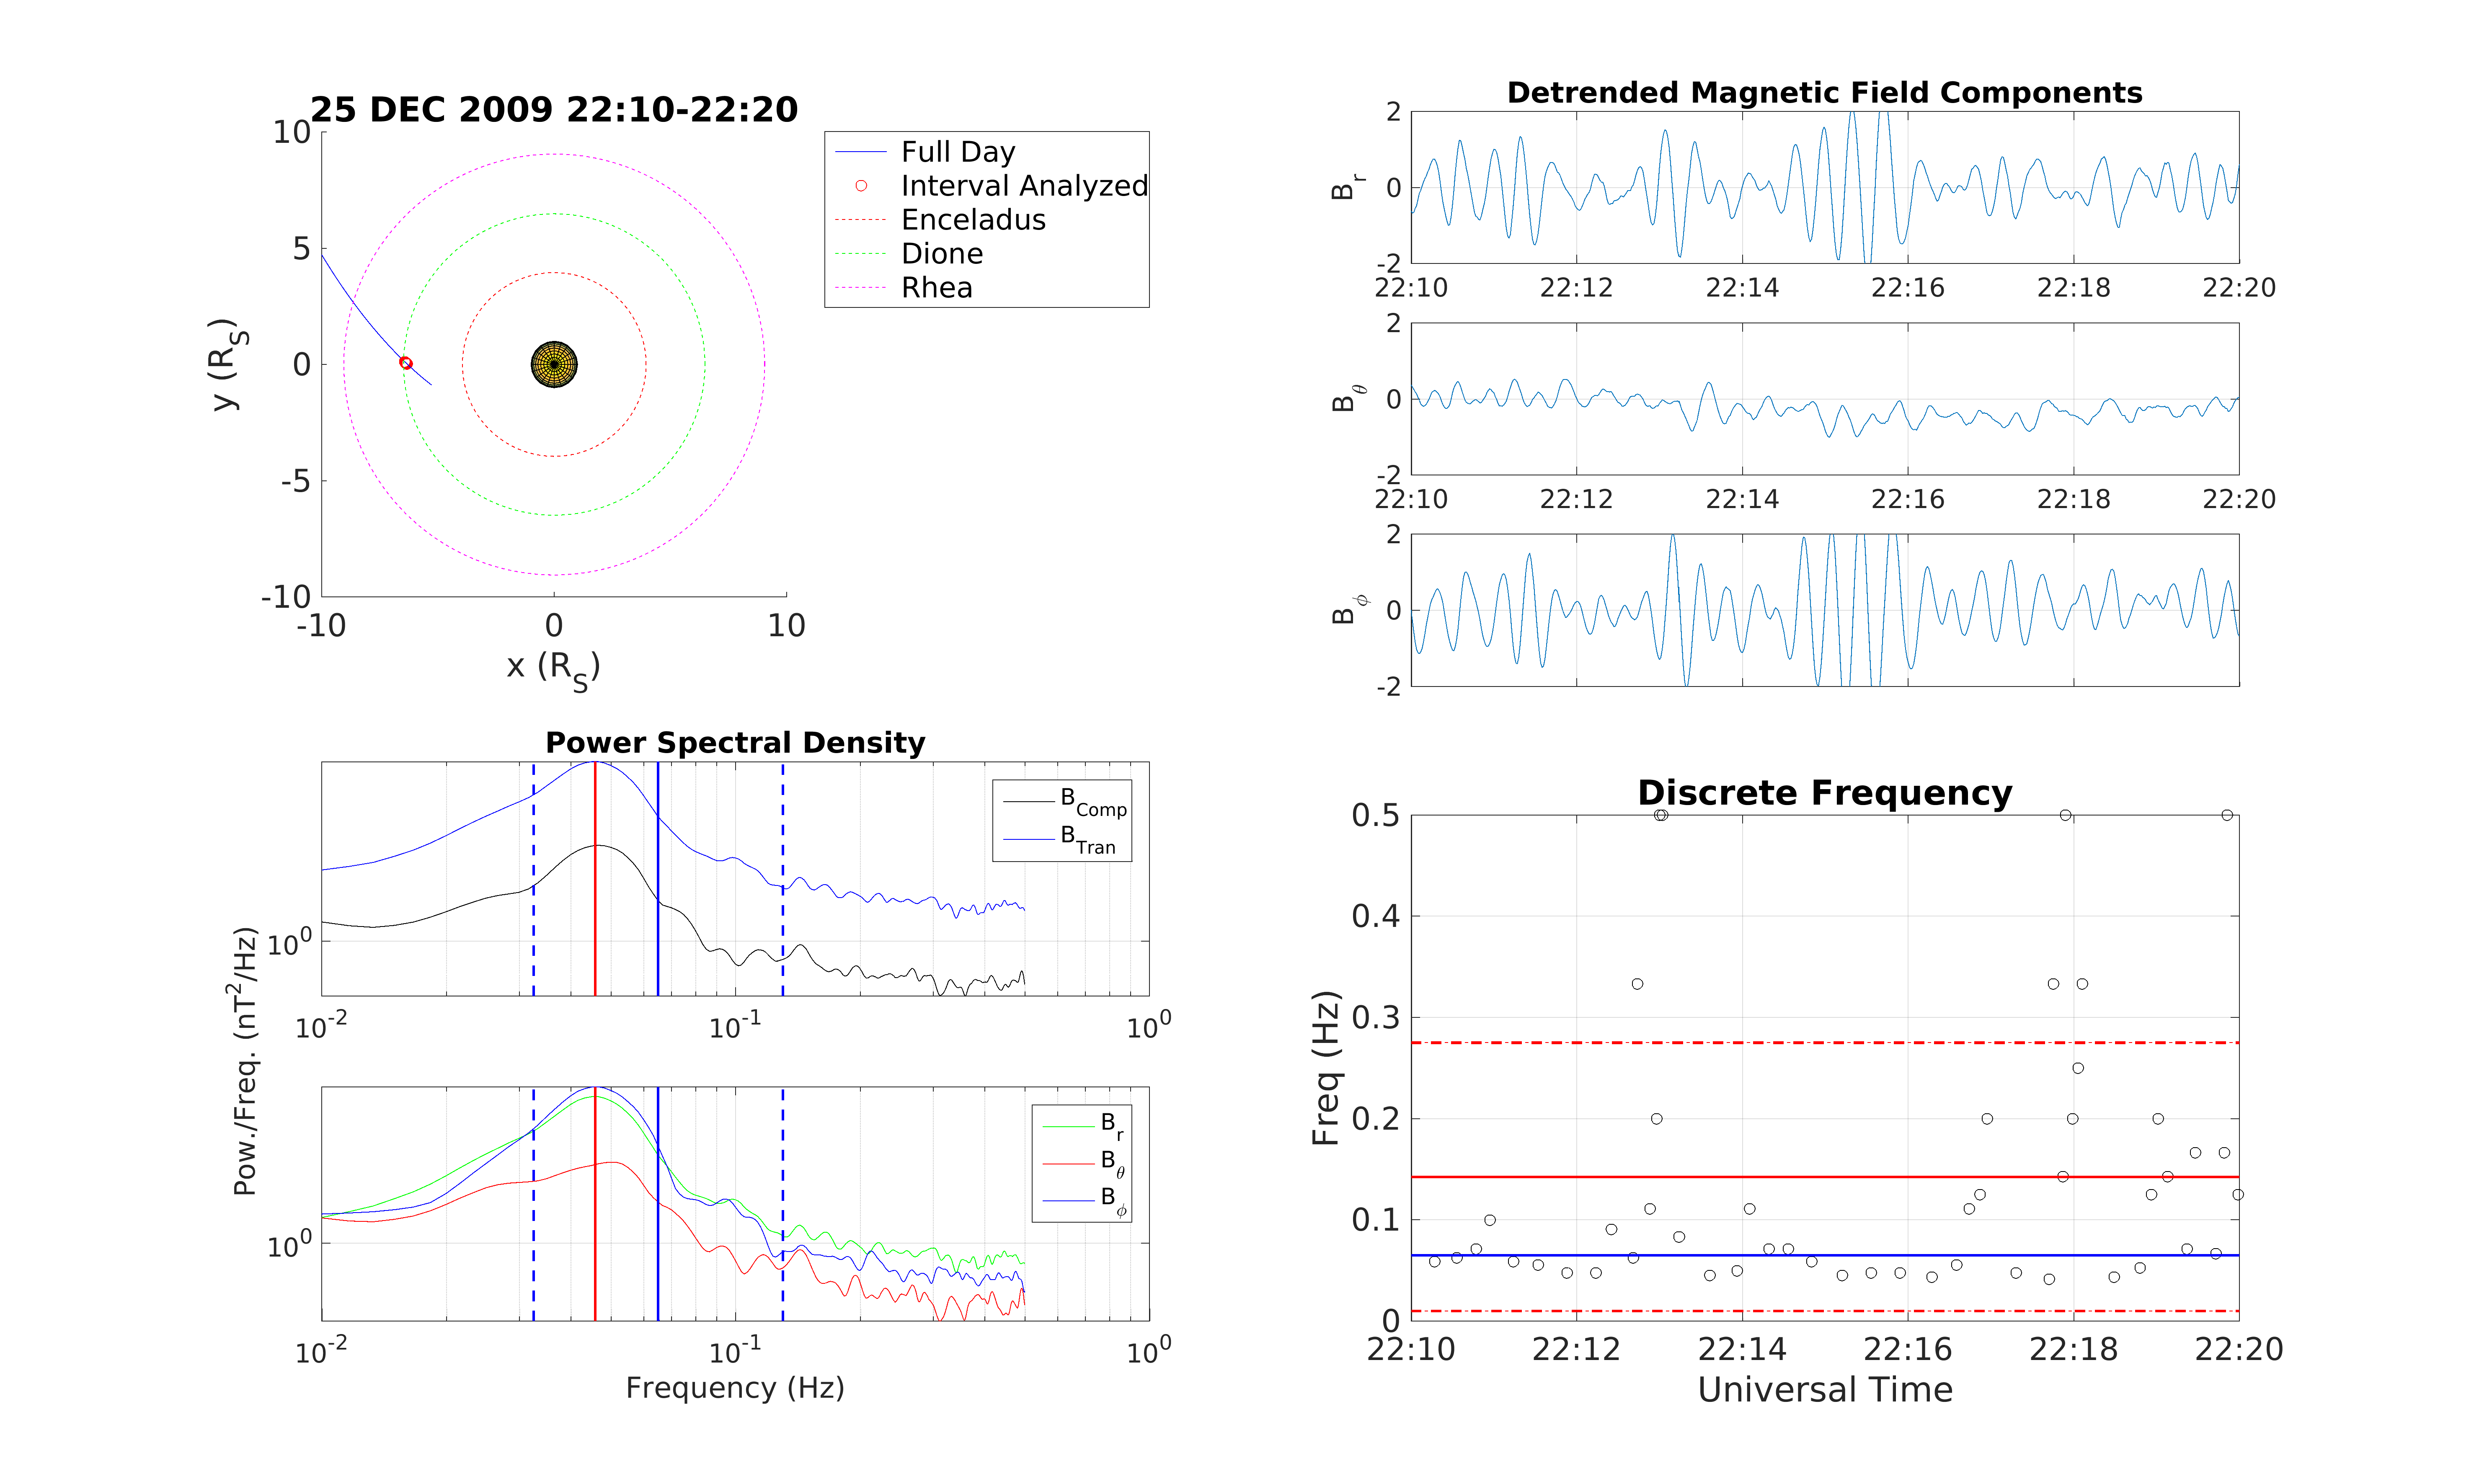 25 DEC 2009 22:10-22:20
10
5
0
-5
-10
y (R_S)
-10 0 10
x (R_S)
Full Day
Interval Analyzed
Enceladus
Dione
Rhea
Detrended Magnetic Field Components
2
0
-2
B_r
22:10 22:12 22:14 22:16 22:18 22:20
2
0
-2
B_θ
22:10 22:12 22:14 22:16 22:18 22:20
2
0
-2
B_ϕ
Power Spectral Density
B_Comp
B_Tran
10^0
10^-2 10^-1 10^0
Pow./Freq. (nT^2/Hz)
B_r
B_θ
B_ϕ
10^0
10^-2 10^-1 10^0
Frequency (Hz)
Discrete Frequency
0.5
0.4
0.3
0.2
0.1
0
Freq (Hz)
22:10 22:12 22:14 22:16 22:18 22:20
Universal Time